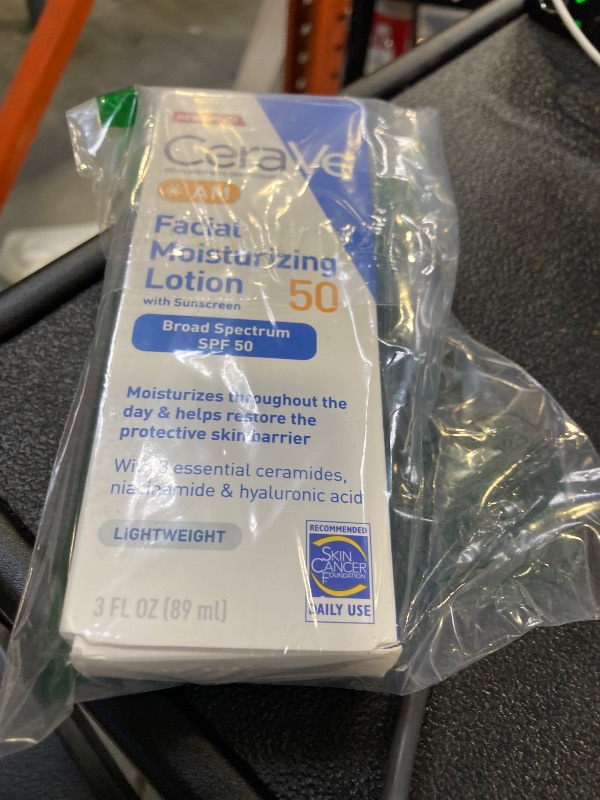 CeraVe
AM
Facial
Moisturizing
Lotion
50
with Sunscreen
Broad Spectrum
SPF 50
Moisturizes throughout the
day & helps restore the
protective skin barrier
With 3 essential ceramides,
niacinamide & hyaluronic acid
LIGHTWEIGHT
RECOMMENDED
SKIN
CANCER
FOUNDATION
DAILY USE
3 FL OZ (89 ml)